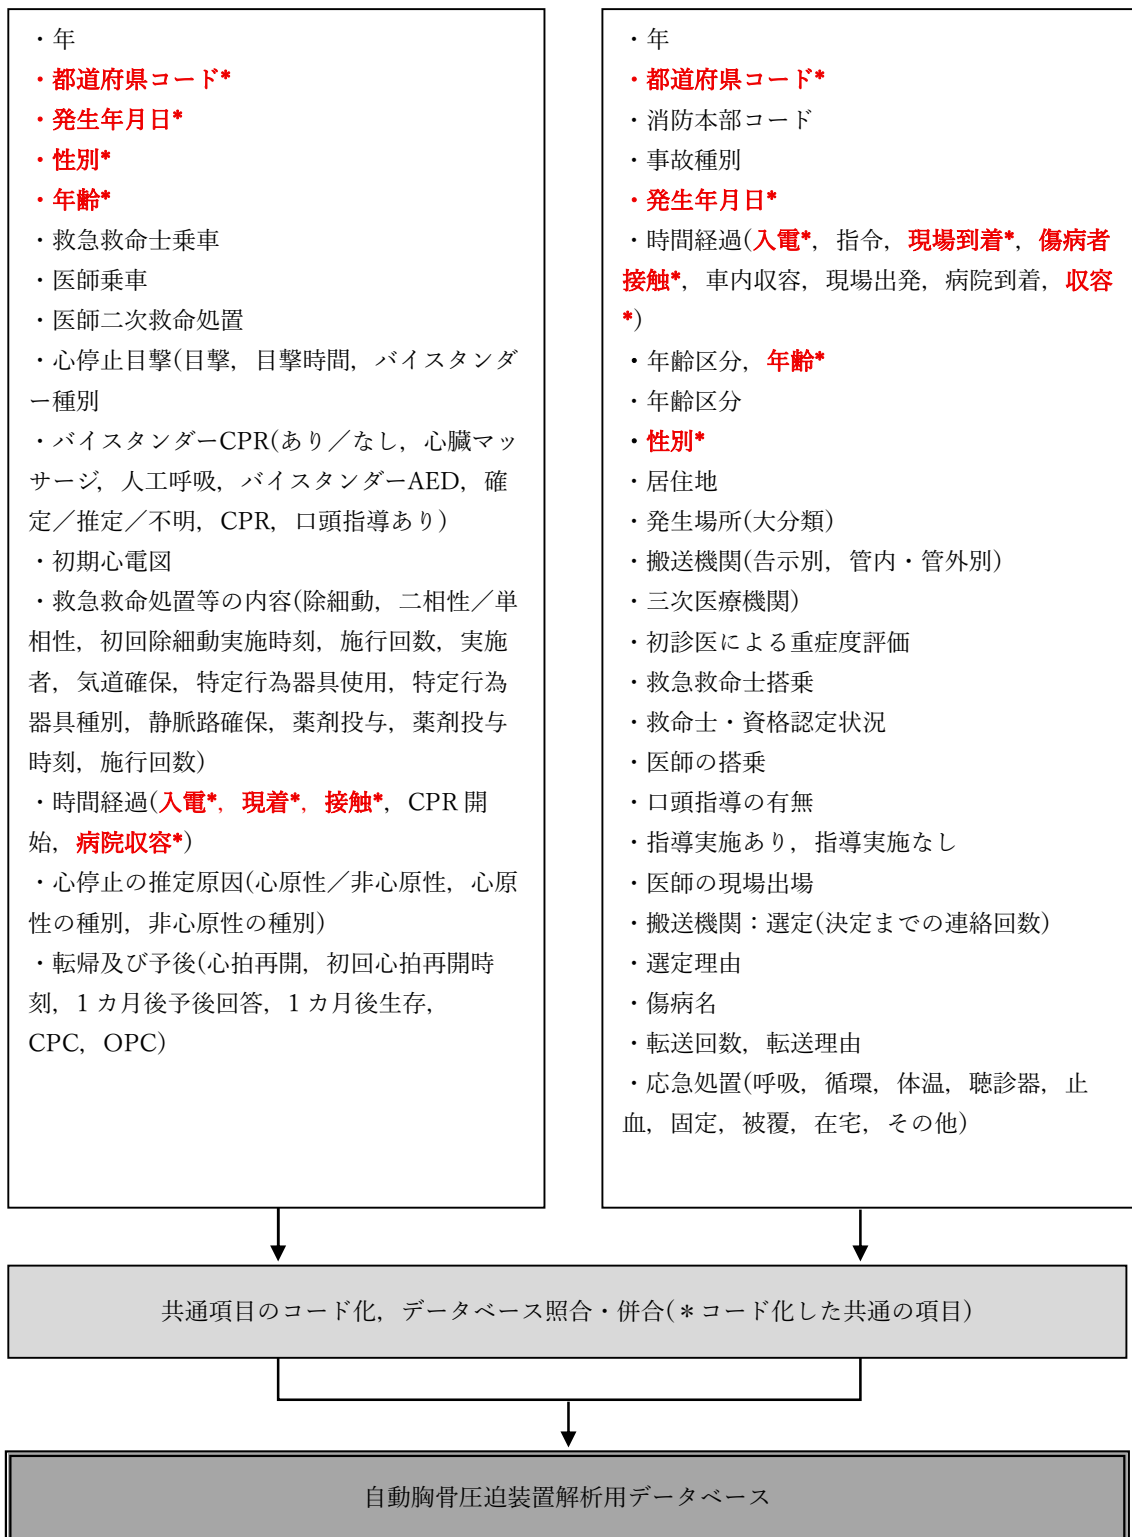 ・年
・都道府県コード*
・発生年月日*
・性別*
・年齢*
・救急救命士乗車
・医師乗車
・医師二次救命処置
・心停止目撃(目撃，目撃時間，バイスタンダ
ー種別
・バイスタンダーCPR(あり／なし，心臓マッ
サージ，人工呼吸，バイスタンダーAED，確
定／推定／不明，CPR，口頭指導あり)
・初期心電図
・救急救命処置等の内容(除細動，二相性／単
相性，初回除細動実施時刻，施行回数，実施
者，気道確保，特定行為器具使用，特定行為
器具種別，静脈路確保，薬剤投与，薬剤投与
時刻，施行回数)
・時間経過(入電*，現着*，接触*，CPR 開
始，病院収容*)
・心停止の推定原因(心原性／非心原性，心原
性の種別，非心原性の種別)
・転帰及び予後(心拍再開，初回心拍再開時
刻，1 カ月後予後回答，1 カ月後生存，
CPC，OPC)
・年
・都道府県コード*
・消防本部コード
・事故種別
・発生年月日*
・時間経過(入電*，指令，現場到着*，傷病者
接触*，車内収容，現場出発，病院到着，収容
*)
・年齢区分，年齢*
・年齢区分
・性別*
・居住地
・発生場所(大分類)
・搬送機関(告示別，管内・管外別)
・三次医療機関)
・初診医による重症度評価
・救急救命士搭乗
・救命士・資格認定状況
・医師の搭乗
・口頭指導の有無
・指導実施あり，指導実施なし
・医師の現場出場
・搬送機関：選定(決定までの連絡回数)
・選定理由
・傷病名
・転送回数，転送理由
・応急処置(呼吸，循環，体温，聴診器，止
血，固定，被覆，在宅，その他)
共通項目のコード化，データベース照合・併合(＊コード化した共通の項目)
自動胸骨圧迫装置解析用データベース